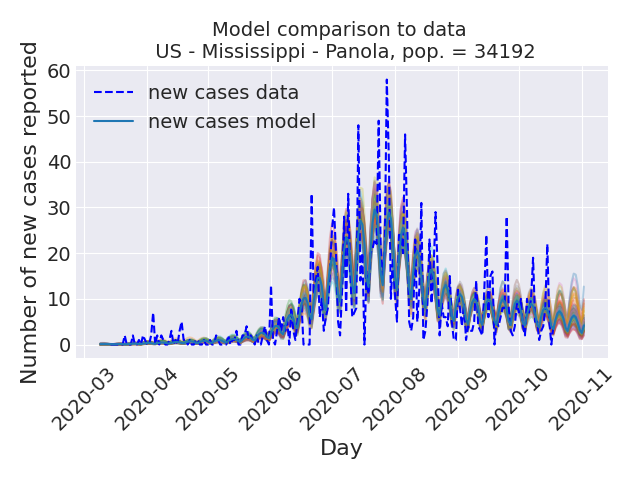 Model comparison to data
US - Mississippi - Panola, pop. = 34192
new cases data
new cases model
Number of new cases reported
60
50
40
30
20
10
0
2020-03
2020-04
2020-05
2020-06
2020-07
2020-08
2020-09
2020-10
2020-11
Day